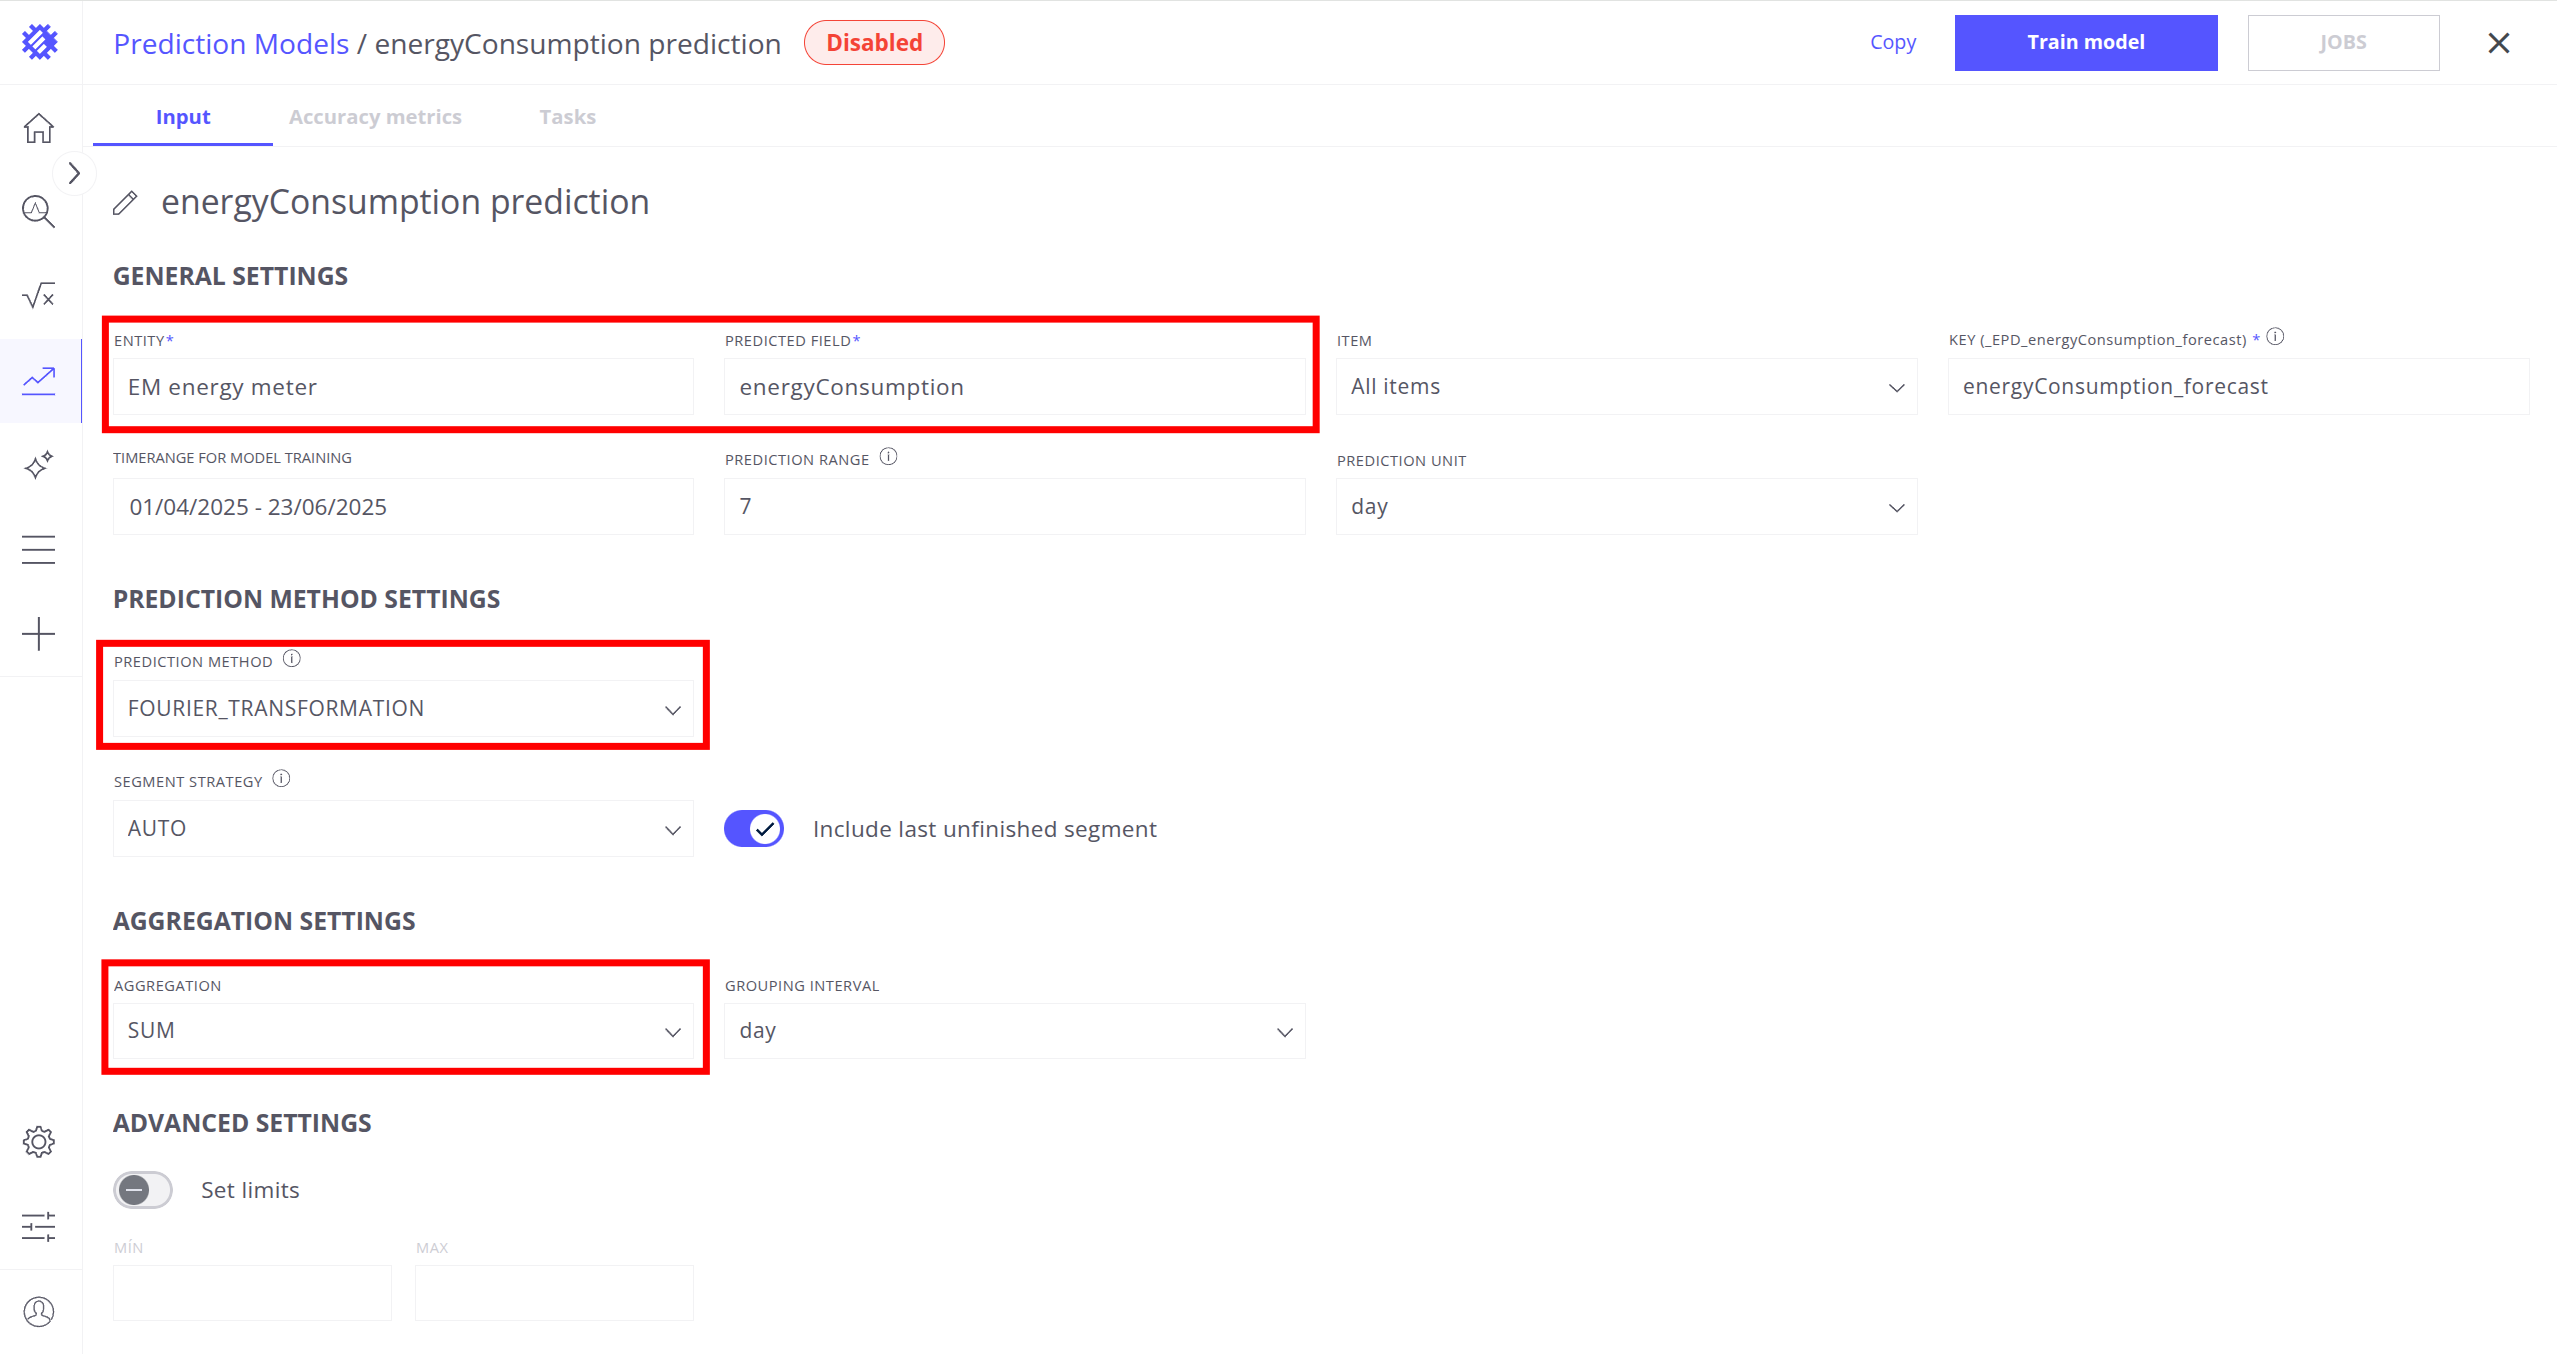 Prediction Models / energyConsumption prediction Disabled Copy Train model JOBS
Input Accuracy metrics Tasks
energyConsumption prediction
GENERAL SETTINGS
ENTITY* PREDICTED FIELD* ITEM KEY (_EPD_energyConsumption_forecast) *
EM energy meter energyConsumption All items energyConsumption_forecast
TIMERANGE FOR MODEL TRAINING PREDICTION RANGE PREDICTION UNIT
01/04/2025 - 23/06/2025 7 day
PREDICTION METHOD SETTINGS
PREDICTION METHOD
FOURIER_TRANSFORMATION
SEGMENT STRATEGY
AUTO Include last unfinished segment
AGGREGATION SETTINGS
AGGREGATION GROUPING INTERVAL
SUM day
ADVANCED SETTINGS
Set limits
MÍN MAX